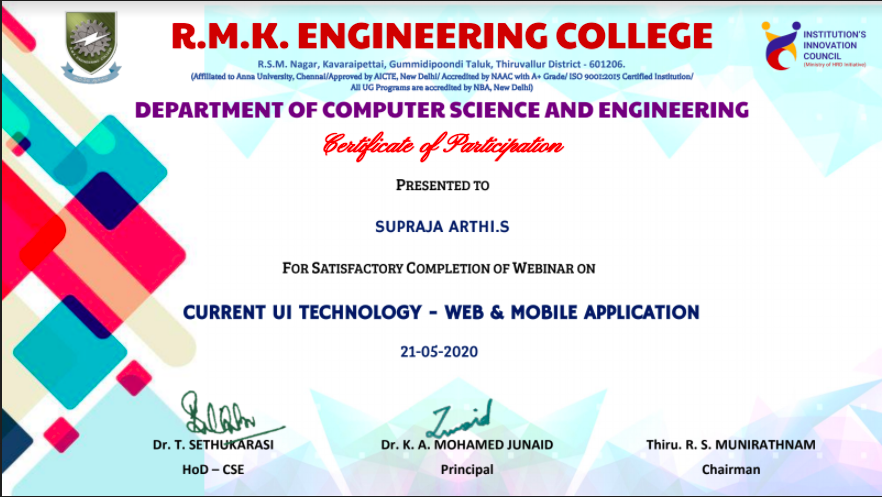 R.M.K. ENGINEERING COLLEGE
R.S.M. Nagar, Kavaraipettai, Gummidipoondi Taluk, Thiruvallur District - 601206.
(Affiliated to Anna University, Chennai/Approved by AICTE, New Delhi/ Accredited by NAAC with A+ Grade/ ISO 9001:2015 Certified Institution/
All UG Programs are accredited by NBA, New Delhi)
INSTITUTION'S
INNOVATION
COUNCIL
(Ministry of HRD Initiative)
DEPARTMENT OF COMPUTER SCIENCE AND ENGINEERING
Certificate of Participation
PRESENTED TO
SUPRAJA ARTHI.S
FOR SATISFACTORY COMPLETION OF WEBINAR ON
CURRENT UI TECHNOLOGY - WEB & MOBILE APPLICATION
21-05-2020
Junaid
Dr. T. SETHUKARASI Dr. K. A. MOHAMED JUNAID Thiru. R. S. MUNIRATHNAM
HoD – CSE Principal Chairman